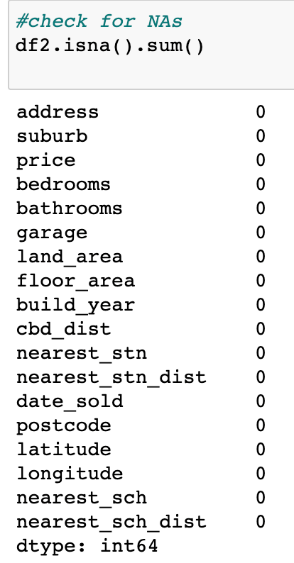 #check for NAs
df2.isna().sum()
address 0
suburb 0
price 0
bedrooms 0
bathrooms 0
garage 0
land_area 0
floor_area 0
build_year 0
cbd_dist 0
nearest_stn 0
nearest_stn_dist 0
date_sold 0
postcode 0
latitude 0
longitude 0
nearest_sch 0
nearest_sch_dist 0
dtype: int64